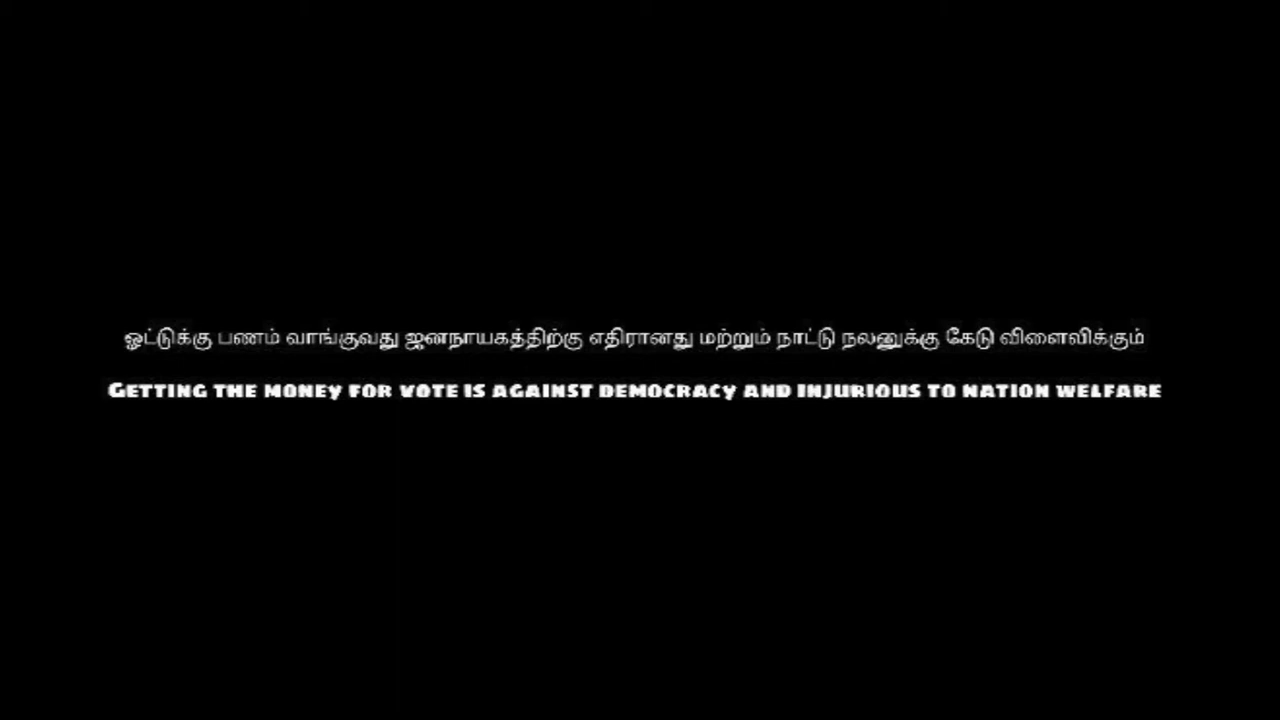 ஓட்டுக்கு பணம் வாங்குவது ஜனநாயகத்திற்கு எதிரானது மற்றும் நாட்டு நலனுக்கு கேடு விளைவிக்கும்
Getting the money for vote is against democracy and injurious to nation welfare